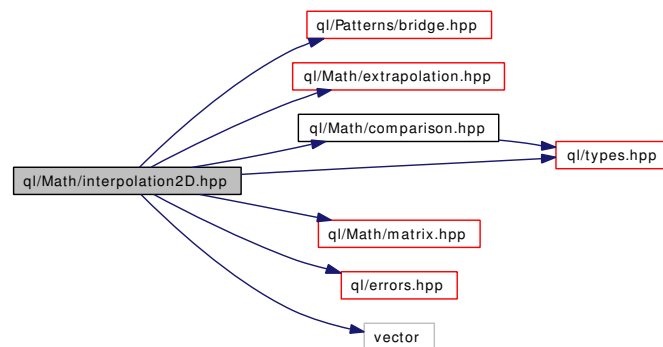 ql/Patterns/bridge.hpp
ql/Math/extrapolation.hpp
ql/Math/comparison.hpp
ql/types.hpp
ql/Math/interpolation2D.hpp
ql/Math/matrix.hpp
ql/errors.hpp
vector